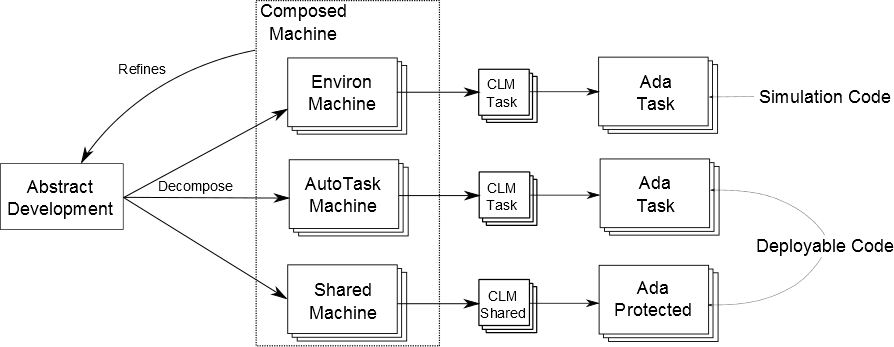 Composed
Machine
Refines
Environ
Machine
CLM
Task
Ada
Task
Simulation Code
Abstract
Development
Decompose
AutoTask
Machine
CLM
Task
Ada
Task
Deployable Code
Shared
Machine
CLM
Shared
Ada
Protected